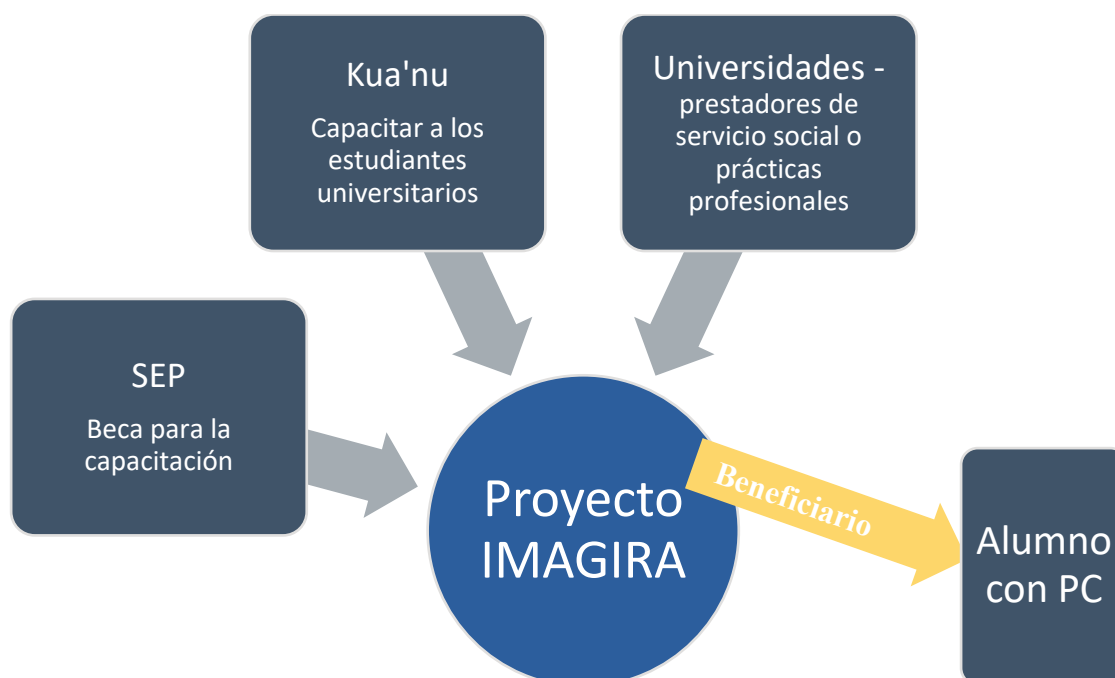 Kua'nu
Capacitar a los
estudiantes
universitarios
Universidades -
prestadores de
servicio social o
prácticas
profesionales
SEP
Beca para la
capacitación
Proyecto
IMAGIRA
Beneficiario
Alumno
con PC